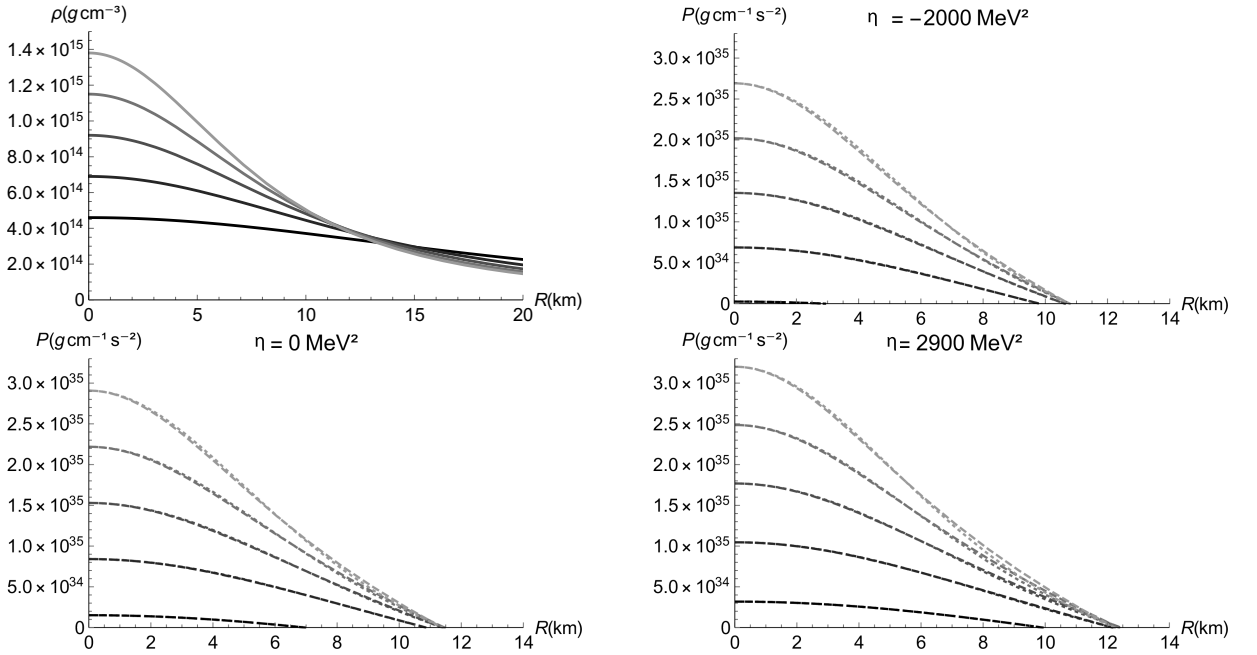 ρ(g cm⁻³)
1.4 × 10¹⁵
1.2 × 10¹⁵
1.0 × 10¹⁵
8.0 × 10¹⁴
6.0 × 10¹⁴
4.0 × 10¹⁴
2.0 × 10¹⁴
0
0 5 10 15 20
R(km)
P(g cm⁻¹ s⁻²)
η = −2000 MeV²
3.0 × 10³⁵
2.5 × 10³⁵
2.0 × 10³⁵
1.5 × 10³⁵
1.0 × 10³⁵
5.0 × 10³⁴
0
0 2 4 6 8 10 12 14
R(km)
P(g cm⁻¹ s⁻²)
η = 0 MeV²
3.0 × 10³⁵
2.5 × 10³⁵
2.0 × 10³⁵
1.5 × 10³⁵
1.0 × 10³⁵
5.0 × 10³⁴
0
0 2 4 6 8 10 12 14
R(km)
P(g cm⁻¹ s⁻²)
η = 2900 MeV²
3.0 × 10³⁵
2.5 × 10³⁵
2.0 × 10³⁵
1.5 × 10³⁵
1.0 × 10³⁵
5.0 × 10³⁴
0
0 2 4 6 8 10 12 14
R(km)